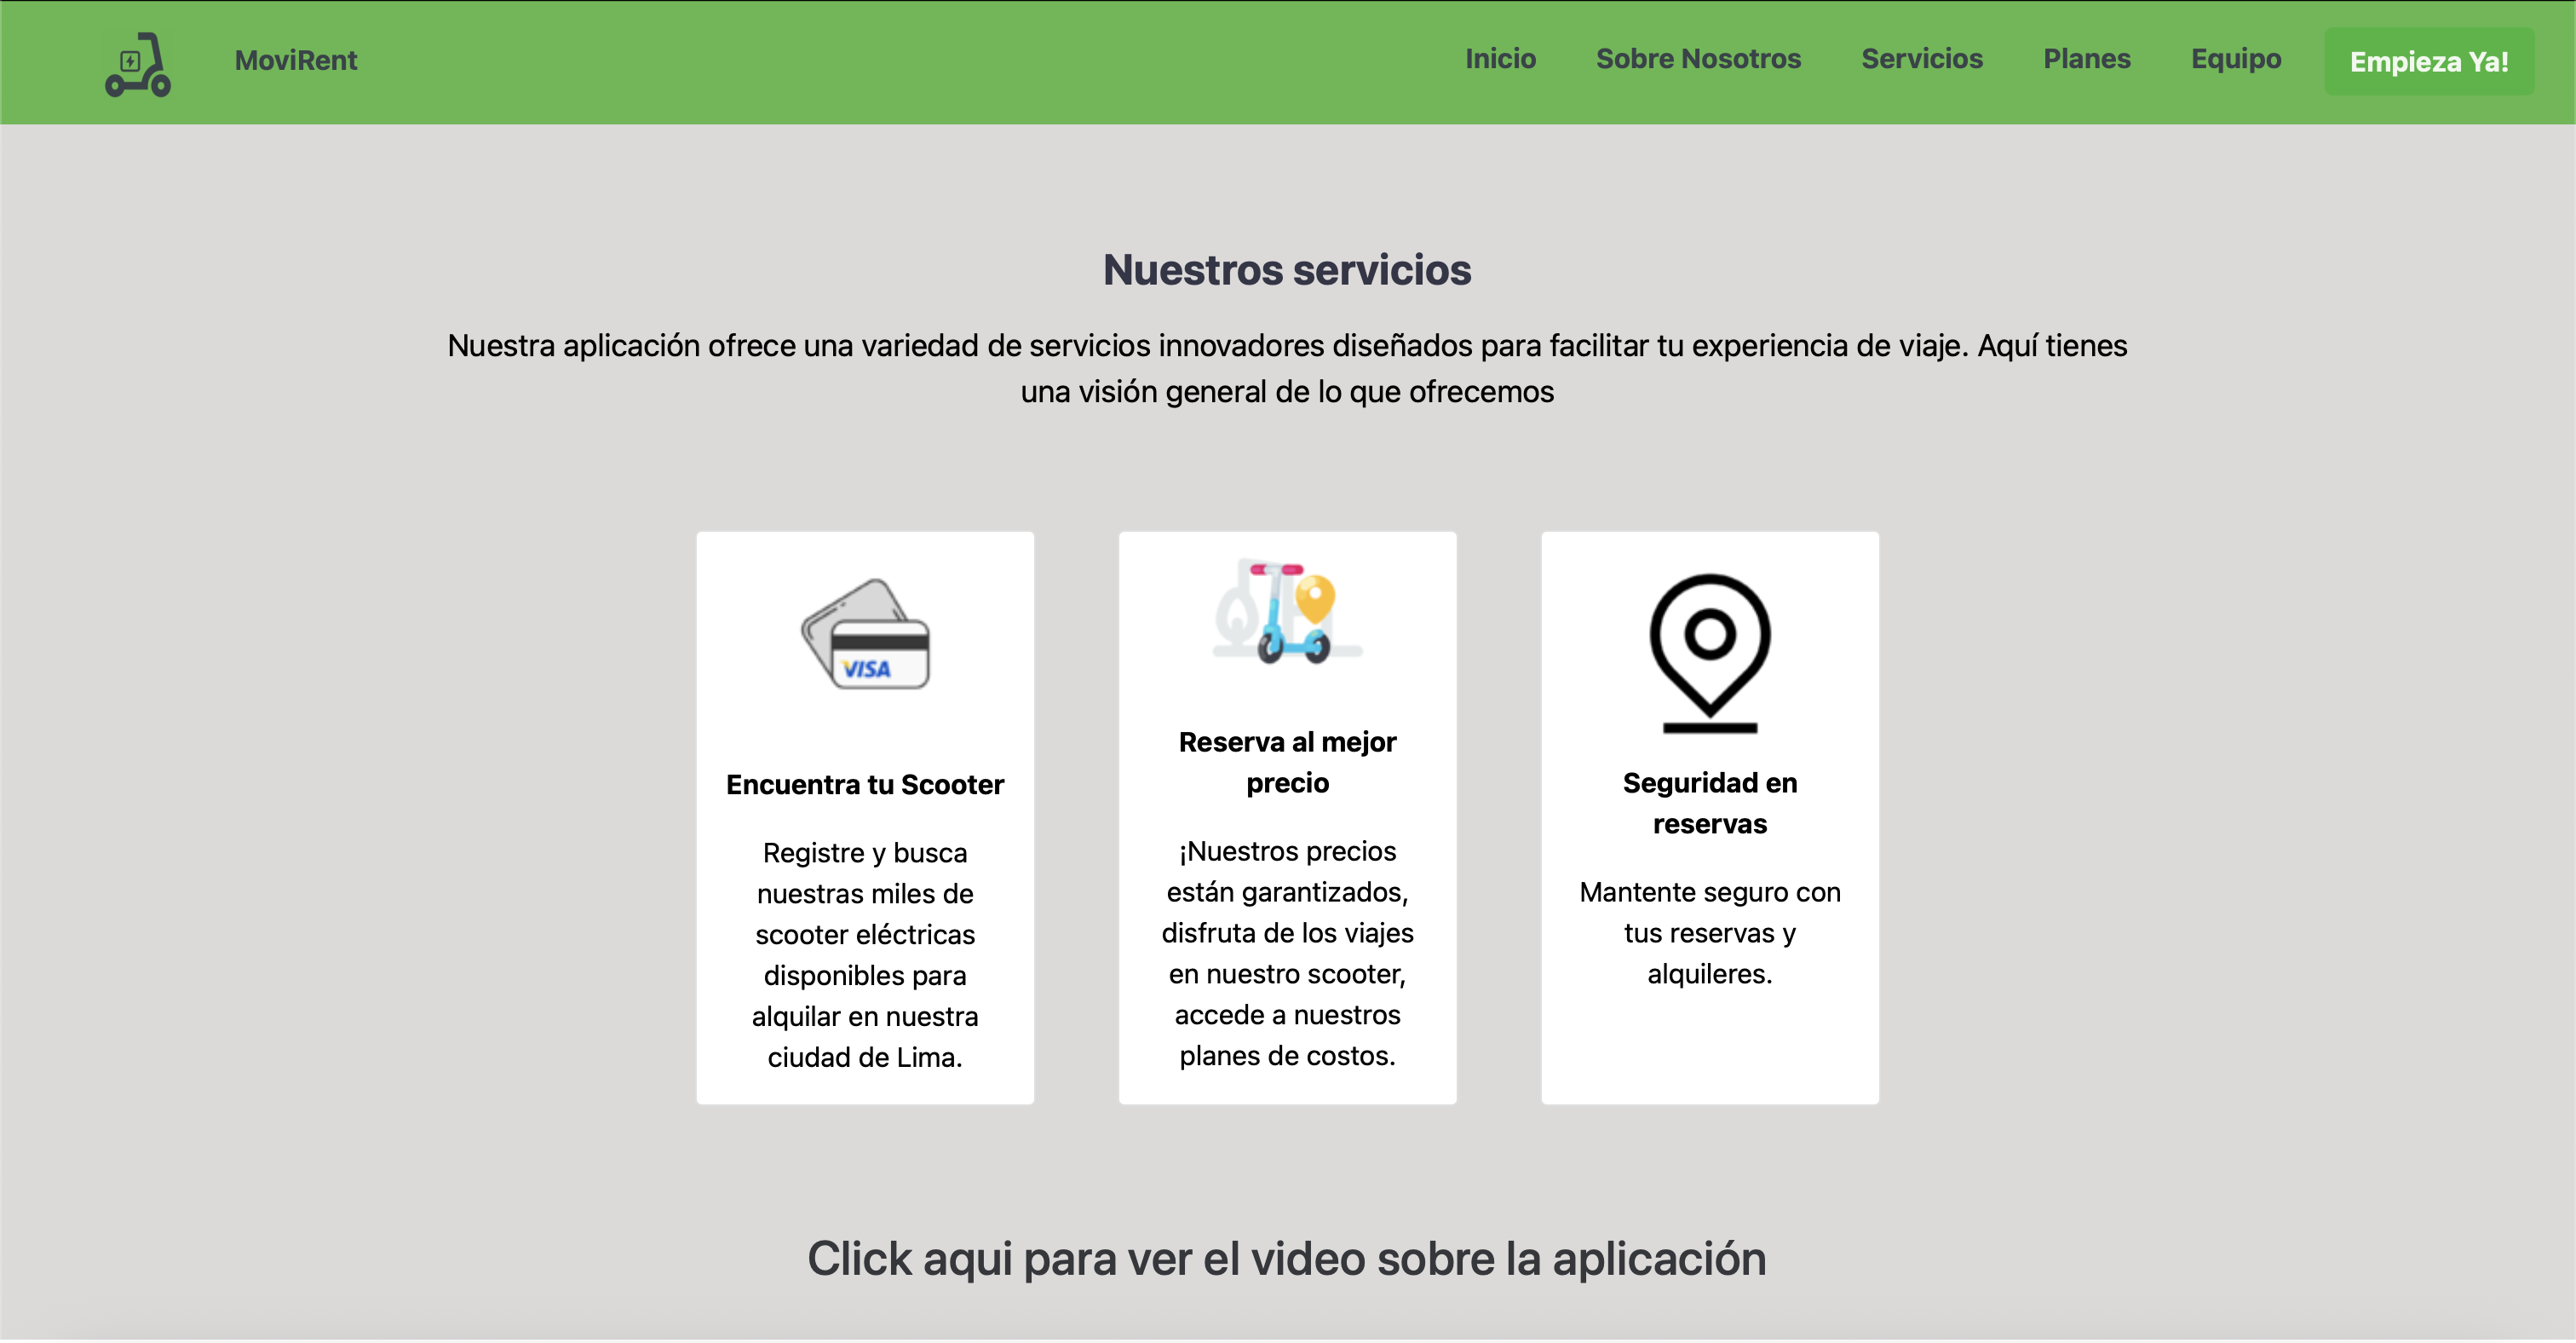 MoviRent
Inicio
Sobre Nosotros
Servicios
Planes
Equipo
Empieza Ya!
Nuestros servicios
Nuestra aplicación ofrece una variedad de servicios innovadores diseñados para facilitar tu experiencia de viaje. Aquí tienes
una visión general de lo que ofrecemos
VISA
Encuentra tu Scooter
Registre y busca
nuestras miles de
scooter eléctricas
disponibles para
alquilar en nuestra
ciudad de Lima.
Reserva al mejor
precio
¡Nuestros precios
están garantizados,
disfruta de los viajes
en nuestro scooter,
accede a nuestros
planes de costos.
Seguridad en
reservas
Mantente seguro con
tus reservas y
alquileres.
Click aqui para ver el video sobre la aplicación